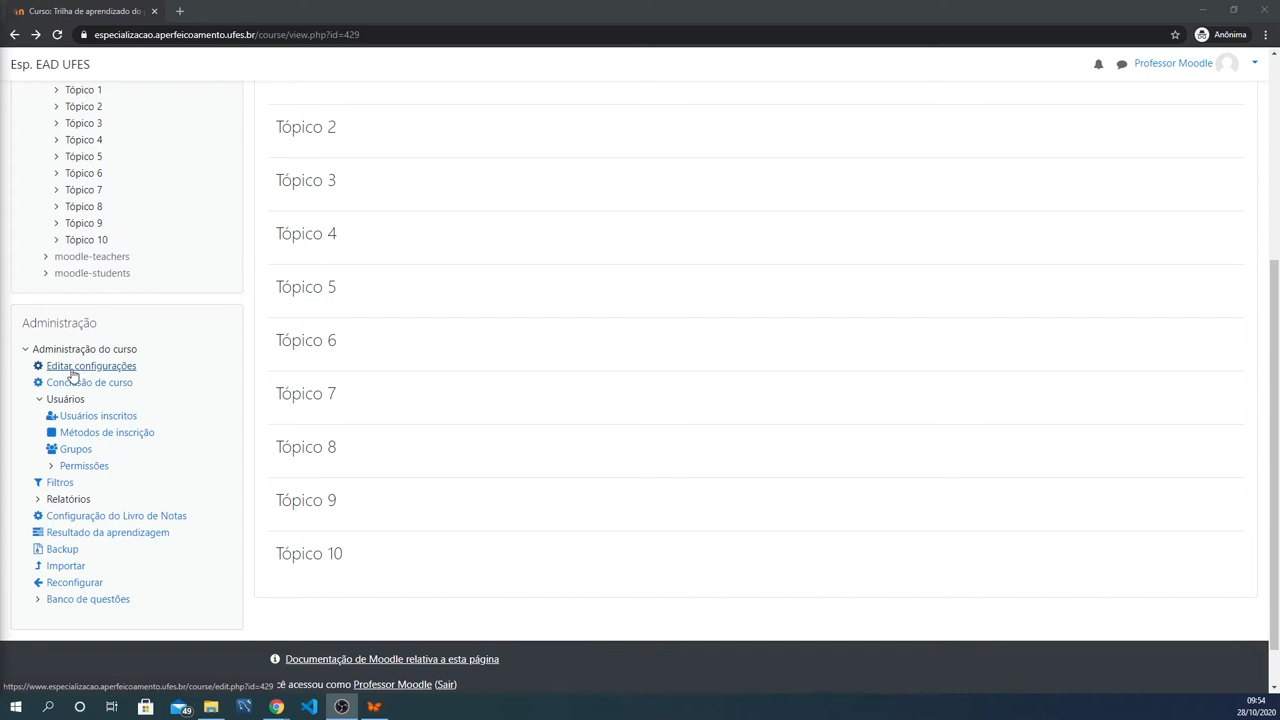 Curso: Trilha de aprendizado do
especializacao.aperfeicoamento.ufes.br/course/view.php?id=429
Anônima
Esp. EAD UFES
Professor Moodle
Tópico 1
Tópico 2
Tópico 3
Tópico 4
Tópico 5
Tópico 6
Tópico 7
Tópico 8
Tópico 9
Tópico 10
moodle-teachers
moodle-students
Administração
Administração do curso
Editar configurações
Conclusão de curso
Usuários
Usuários inscritos
Métodos de inscrição
Grupos
Permissões
Filtros
Relatórios
Configuração do Livro de Notas
Resultado da aprendizagem
Backup
Importar
Reconfigurar
Banco de questões
Tópico 2
Tópico 3
Tópico 4
Tópico 5
Tópico 6
Tópico 7
Tópico 8
Tópico 9
Tópico 10
Documentação de Moodle relativa a esta página
cê acessou como Professor Moodle (Sair)
https://www.especializacao.aperfeicoamento.ufes.br/course/edit.php?id=429
49
09:54
28/10/2020